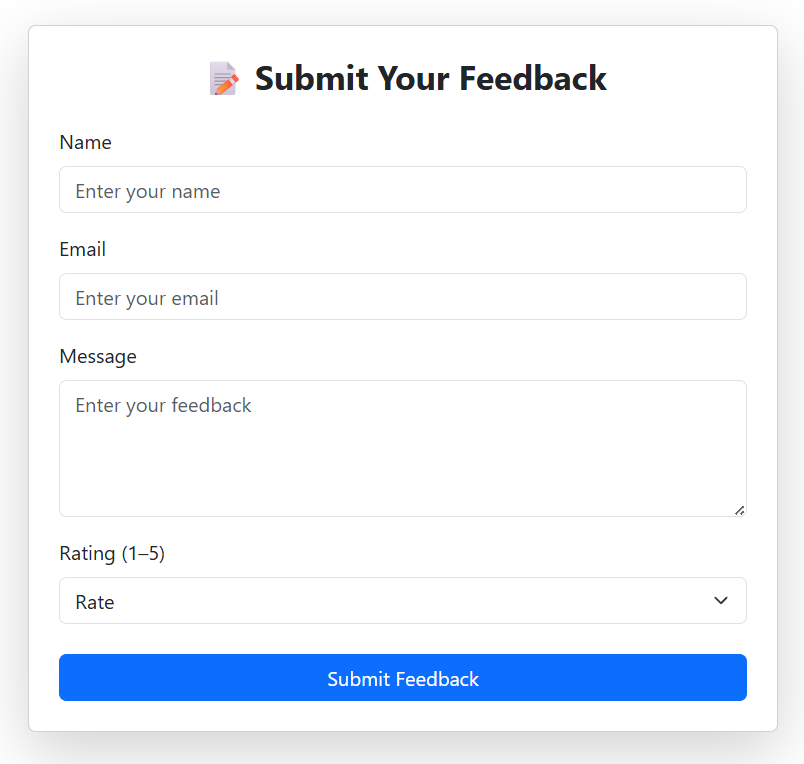 Submit Your Feedback
Name
Enter your name
Email
Enter your email
Message
Enter your feedback
Rating (1–5)
Rate
Submit Feedback